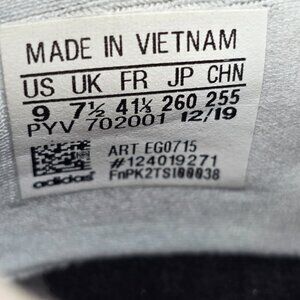 MADE IN VIETNAM
US UK FR JP CHN
9 7½ 41⅓ 260 255
PYV 702001 12/19
ART EG0715
#124019271
adidas FnPK2TSI00038